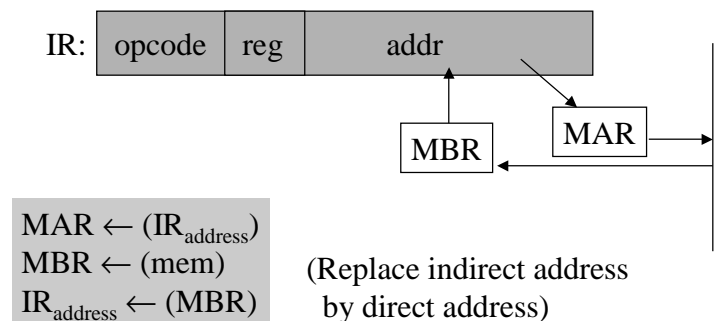 IR: opcode reg addr
MAR
MBR
MAR ← (IR_address)
MBR ← (mem)
IR_address ← (MBR)
(Replace indirect address
by direct address)